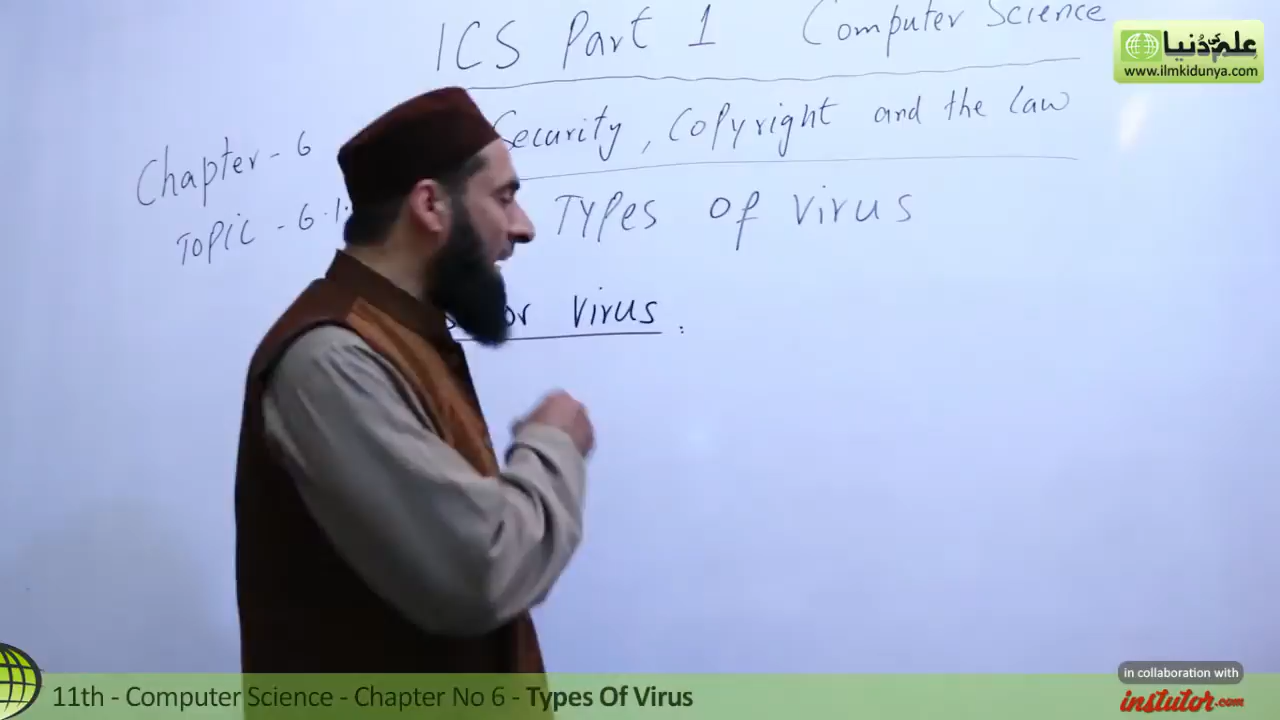 ICS Part 1 Computer Science
علم کی دُنیا
www.ilmkidunya.com
Chapter - 6 Security, Copyright and the Law
Topic - 6.1. Types of Virus
or Virus :
in collaboration with
instutor.com
11th - Computer Science - Chapter No 6 - Types Of Virus